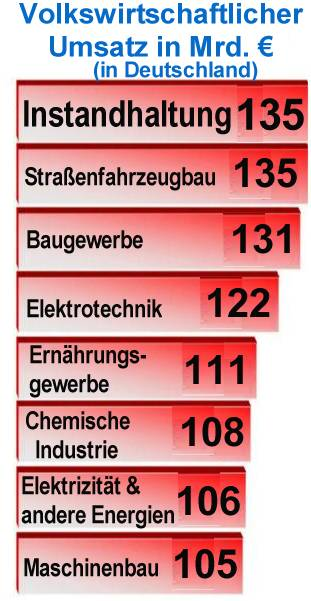 Volkswirtschaftlicher
Umsatz in Mrd. €
(in Deutschland)
Instandhaltung 135
Straßenfahrzeugbau 135
Baugewerbe 131
Elektrotechnik 122
Ernährungs-
gewerbe 111
Chemische
Industrie 108
Elektrizität &
andere Energien 106
Maschinenbau 105